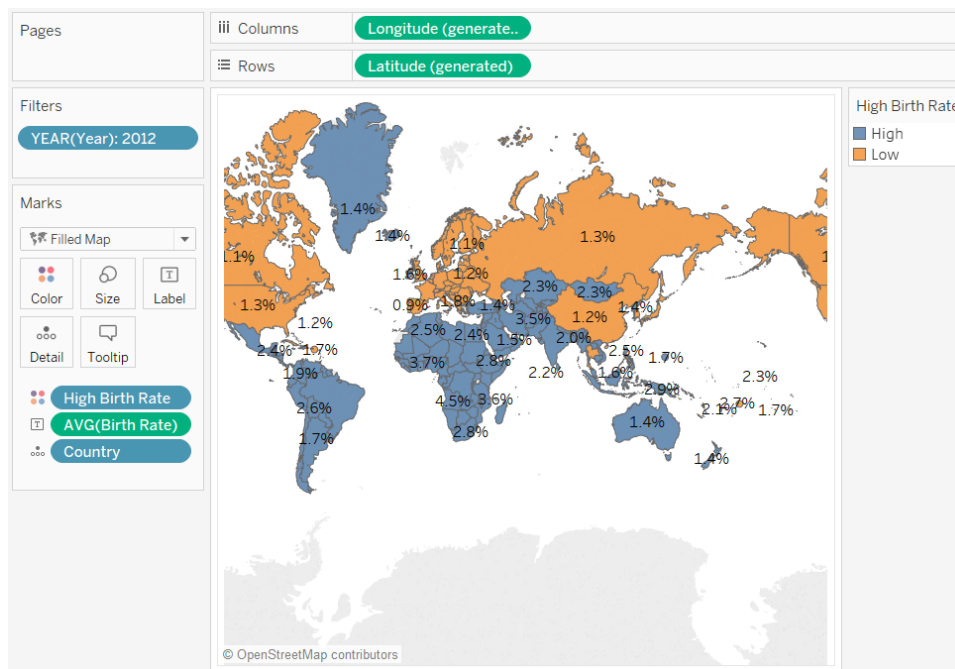 Pages
Columns
Longitude (generate..
Rows
Latitude (generated)
Filters
YEAR(Year): 2012
Marks
Filled Map
Color
Size
Label
T
Detail
Tooltip
High Birth Rate
T
AVG(Birth Rate)
Country
1.4%
1.4%
1.1%
1.3%
.1%
1.6%
1.2%
2.3%
2.3%
1.3%
0.9%
1.8%
1.4%
1.2%
1.4%
1.2%
2.5%
2.4%
3.5%
1.5%
2.0%
2.4%
1.7%
3.7%
2.8%
2.2%
2.5%
1.6%
1.7%
1.9%
2.9%
2.3%
2.6%
4.5%
3.6%
2.1%
2.7%
1.7%
1.7%
2.8%
1.4%
1.4%
© OpenStreetMap contributors
High Birth Rate
High
Low